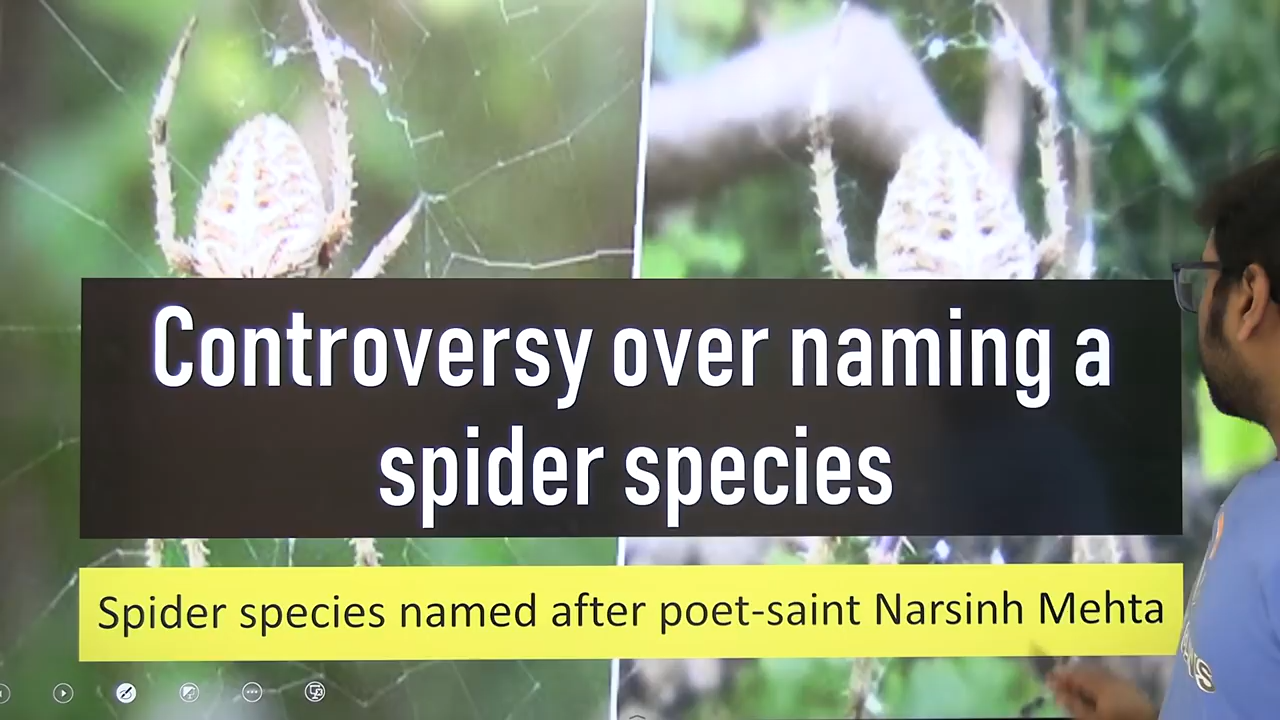 Controversy over naming a
spider species
Spider species named after poet-saint Narsinh Mehta